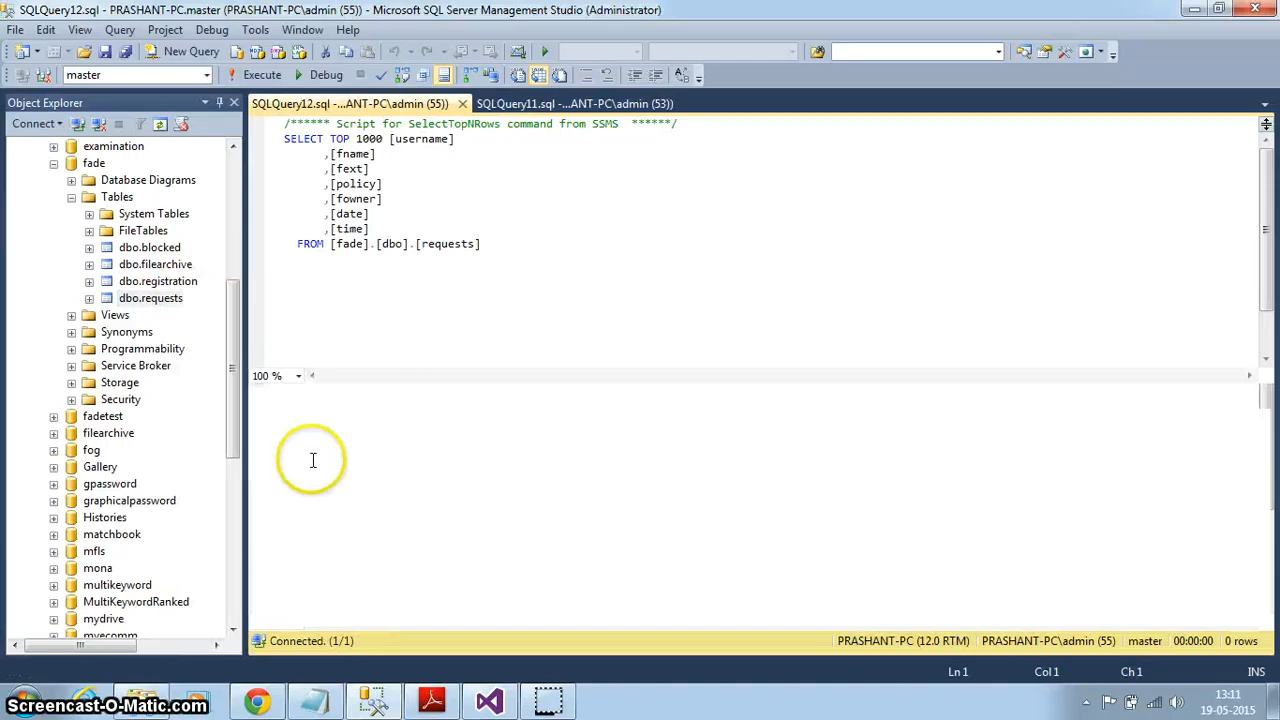 SQLQuery12.sql - PRASHANT-PC.master (PRASHANT-PC\admin (55)) - Microsoft SQL Server Management Studio (Administrator)
File Edit View Query Project Debug Tools Window Help
New Query
master Execute Debug
Object Explorer
SQLQuery12.sql -...ANT-PC\admin (55)) SQLQuery11.sql -...ANT-PC\admin (53))
Connect
/****** Script for SelectTopNRows command from SSMS ******/
SELECT TOP 1000 [username]
,[fname]
,[fext]
,[policy]
,[fowner]
,[date]
,[time]
FROM [fade].[dbo].[requests]
examination
fade
Database Diagrams
Tables
System Tables
FileTables
dbo.blocked
dbo.filearchive
dbo.registration
dbo.requests
Views
Synonyms
Programmability
Service Broker
Storage
Security
fadetest
filearchive
fog
Gallery
gpassword
graphicalpassword
Histories
matchbook
mfls
mona
multikeyword
MultiKeywordRanked
mydrive
myecomm
100 %
Connected. (1/1) PRASHANT-PC (12.0 RTM) PRASHANT-PC\admin (55) master 00:00:00 0 rows
Ln 1 Col 1 Ch 1 INS
Screencast-O-Matic.com
13:11
19-05-2015